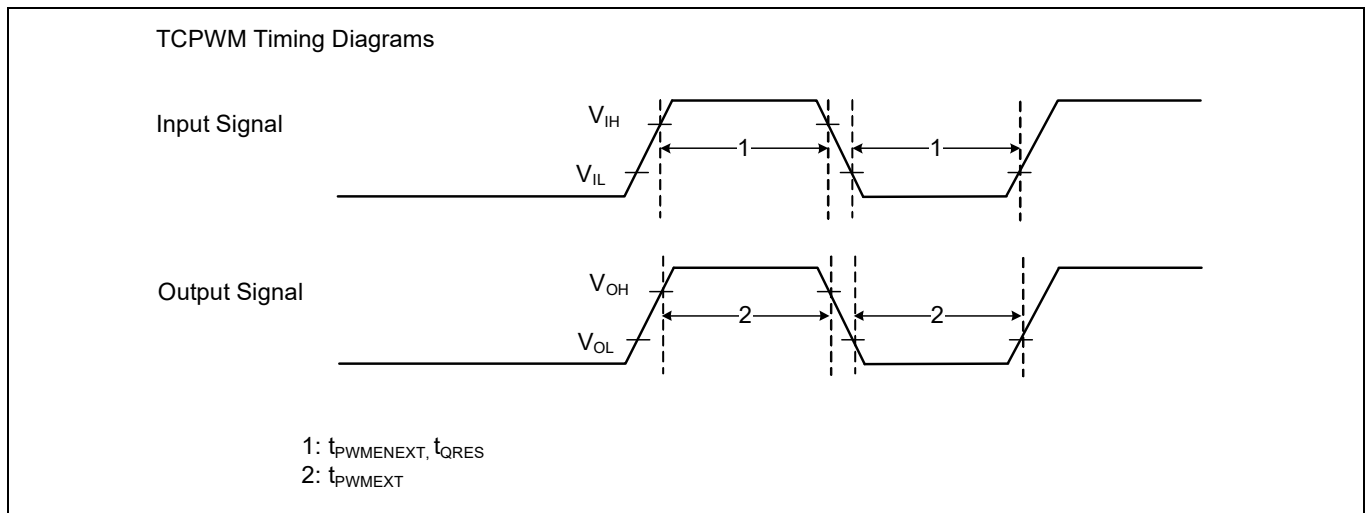 TCPWM Timing Diagrams
Input Signal
VIH
VIL
1
1
Output Signal
VOH
VOL
2
2
1: tPWMENEXT, tQRES
2: tPWMEXT